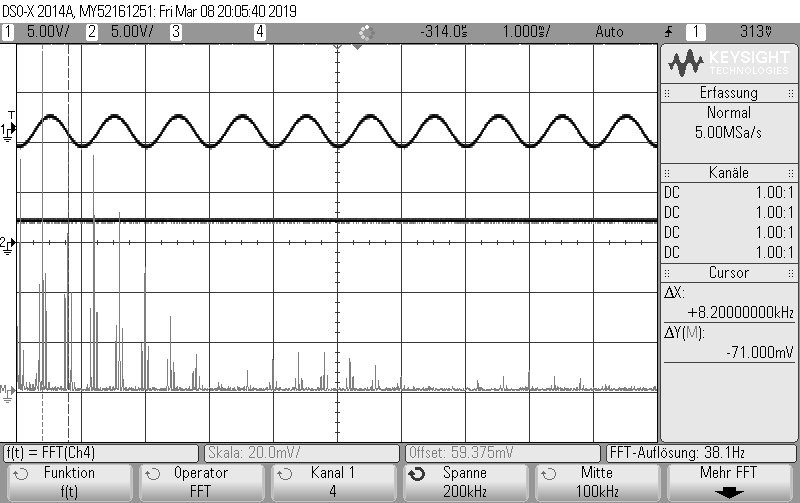 DSO-X 2014A, MY52161251: Fri Mar 08 20:05:40 2019
1 5.00V/ 2 5.00V/ 3 4 -314.0µs 1.000s/ Auto 1 313mV
KEYSIGHT
TECHNOLOGIES
Erfassung
Normal
5.00MSa/s
Kanäle
DC 1.00:1
DC 1.00:1
DC 1.00:1
DC 1.00:1
Cursor
ΔX:
+8.20000000kHz
ΔY(M):
-71.000mV
T
1
2
M
f(t) = FFT(Ch4) Skala: 20.0mV/ Offset: 59.375mV FFT-Auflösung: 38.1Hz
Funktion Operator Kanal 1 Spanne Mitte Mehr FFT
f(t) FFT 4 200kHz 100kHz